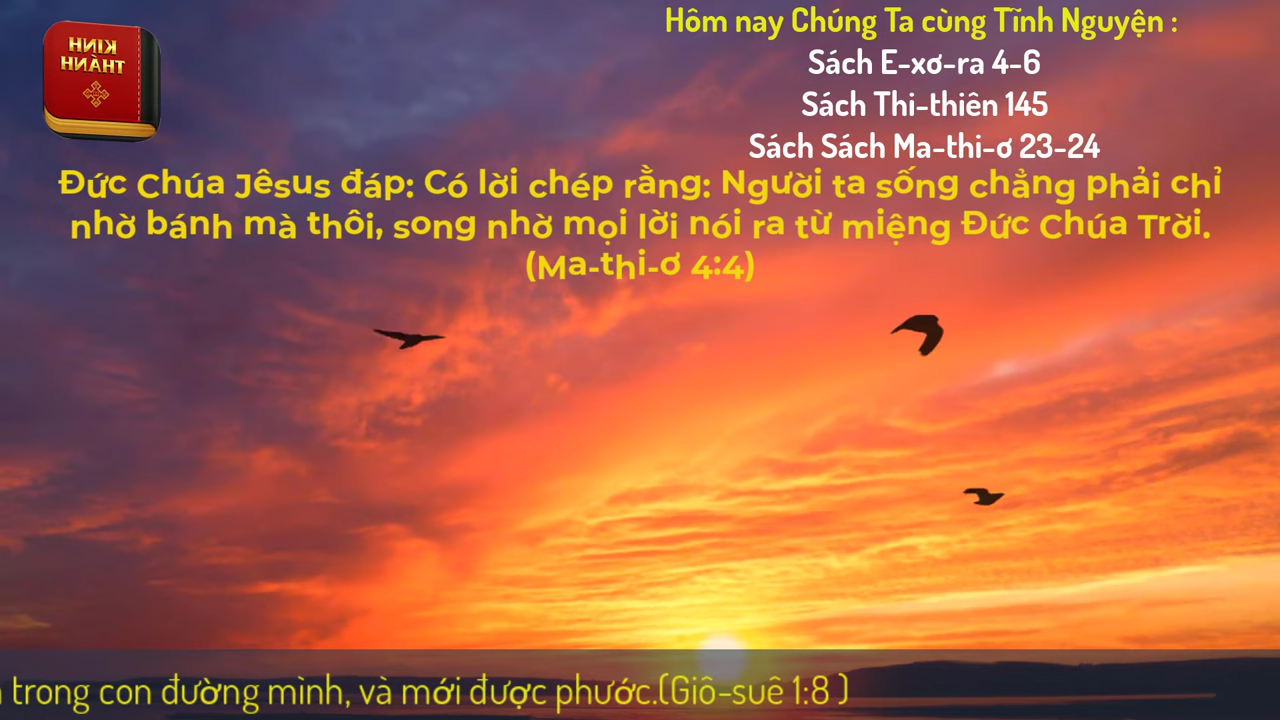 KINH
THÁNH
Hôm nay Chúng Ta cùng Tĩnh Nguyện :
Sách E-xơ-ra 4-6
Sách Thi-thiên 145
Sách Sách Ma-thi-ơ 23-24
Đức Chúa Jêsus đáp: Có lời chép rằng: Người ta sống chẳng phải chỉ
nhờ bánh mà thôi, song nhờ mọi lời nói ra từ miệng Đức Chúa Trời.
(Ma-thi-ơ 4:4)
trong con đường mình, và mới được phước.(Giô-suê 1:8 )